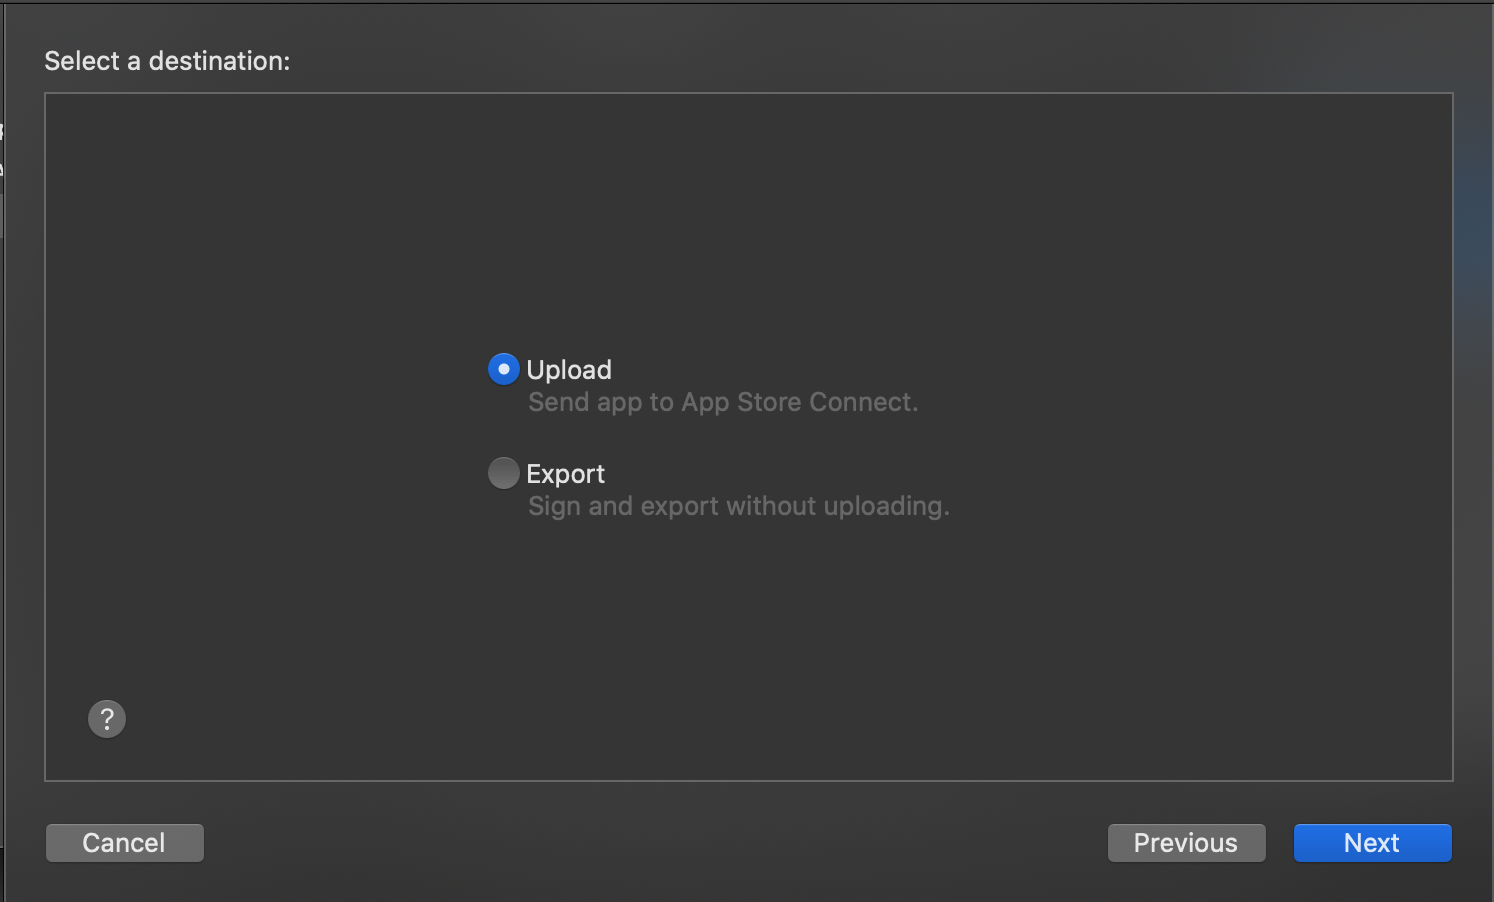 Select a destination:
Upload
Send app to App Store Connect.
Export
Sign and export without uploading.
?
Cancel
Previous
Next